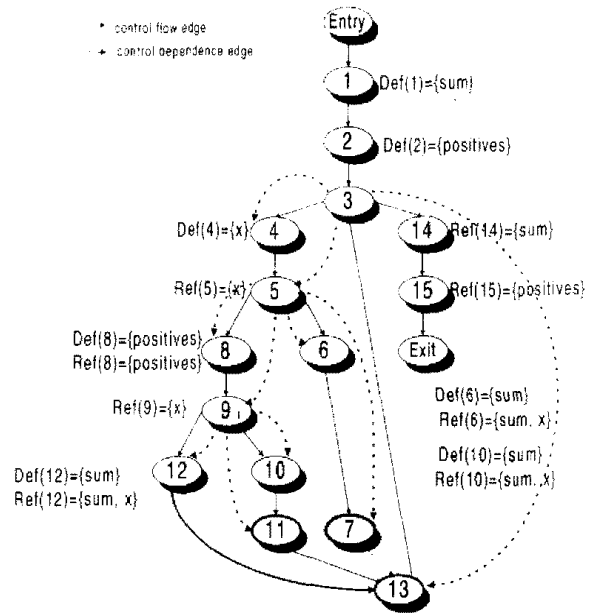 Entry
control flow edge
control dependence edge
1 Def(1)={sum}
2 Def(2)={positives}
3
Def(4)={x} 4
14 Ref(14)={sum}
Ref(5)={x} 5
15 Ref(15)={positives}
Def(8)={positives}
Ref(8)={positives}
8
6
Exit
Def(6)={sum}
Ref(6)={sum, x}
Ref(9)={x} 9
Def(10)={sum}
Ref(10)={sum, x}
Def(12)={sum}
Ref(12)={sum, x}
12
10
11
7
13